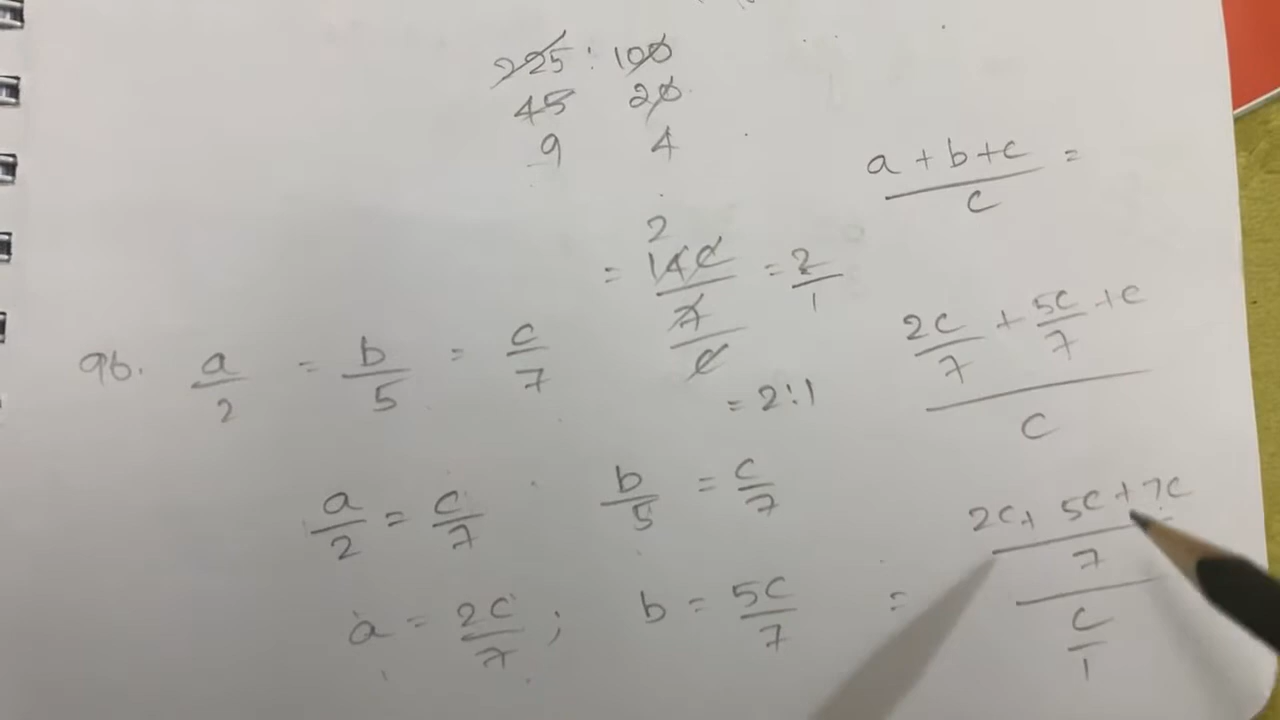 225 : 100
45 20
9 4
a + b + c / c =
= 14c / 7 / c = 2 / 1
2
= 2:1
96. a/2 = b/5 = c/7
2c/7 + 5c/7 + c / c
a/2 = c/7 b/5 = c/7
a = 2c/7 ; b = 5c/7
= 2c + 5c + 7c / 7 / c/1